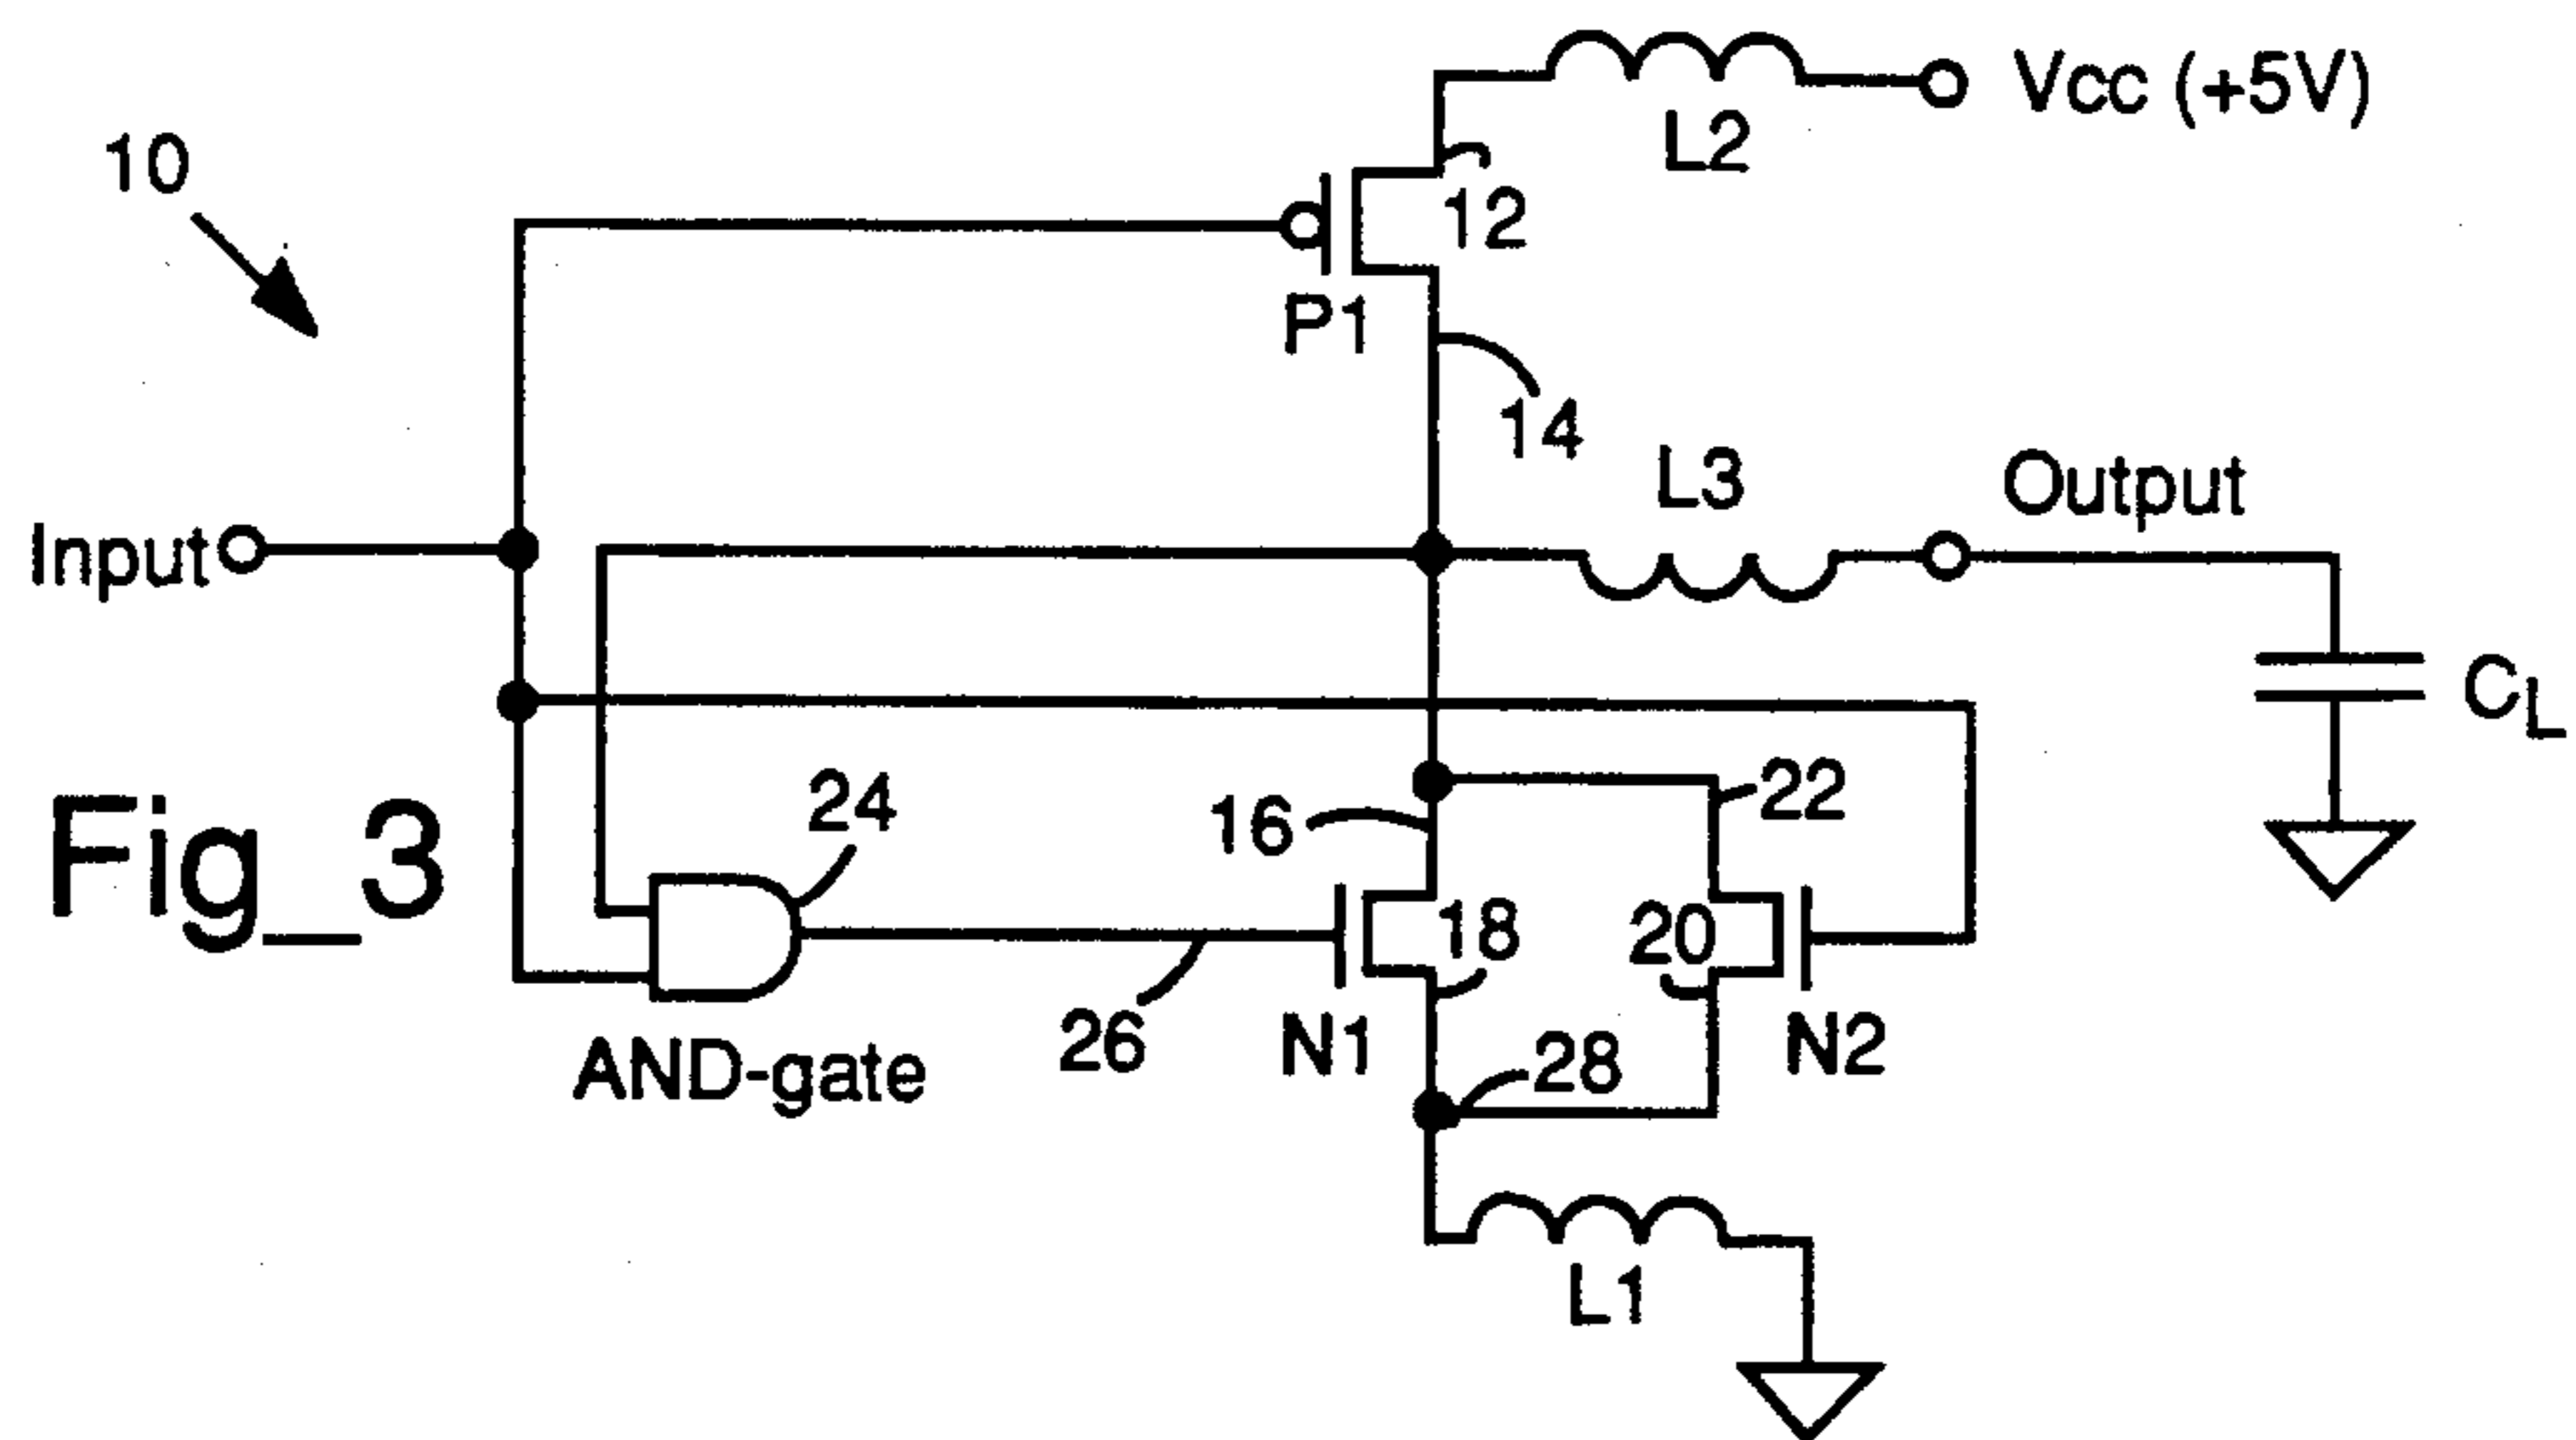 Vcc (+5V)
L2
10
12
P1
14
L3
Output
Input
CL
22
24
16
Fig_3
18
20
26
N1
28
N2
AND-gate
L1